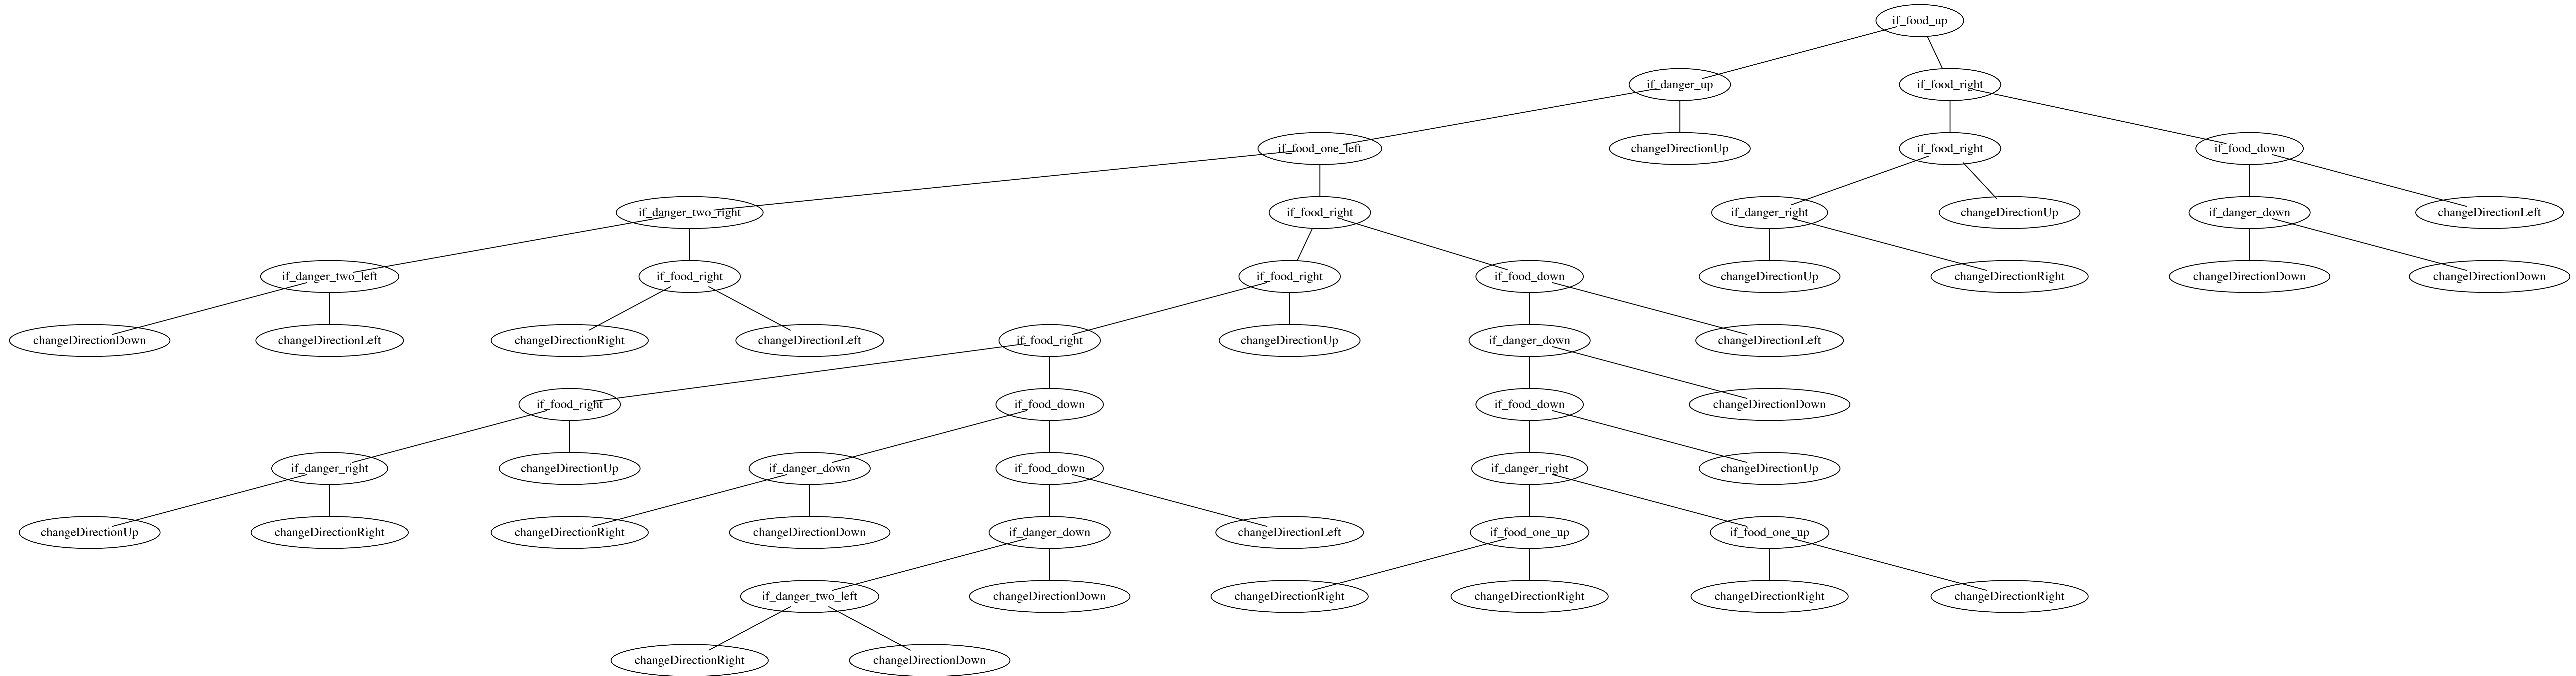 if_food_up
if_danger_up
if_food_right
if_food_one_left
changeDirectionUp
if_food_right
if_food_down
if_danger_two_right
if_food_right
if_danger_right
changeDirectionUp
if_danger_down
changeDirectionLeft
if_danger_two_left
if_food_right
if_food_right
if_food_down
changeDirectionUp
changeDirectionRight
changeDirectionDown
changeDirectionDown
changeDirectionDown
changeDirectionLeft
changeDirectionRight
changeDirectionLeft
if_food_right
changeDirectionUp
if_danger_down
changeDirectionLeft
if_food_right
if_food_down
if_food_down
changeDirectionDown
if_danger_right
changeDirectionUp
if_danger_down
if_food_down
if_danger_right
changeDirectionUp
changeDirectionUp
changeDirectionRight
changeDirectionRight
changeDirectionDown
if_danger_down
changeDirectionLeft
if_food_one_up
if_food_one_up
if_danger_two_left
changeDirectionDown
changeDirectionRight
changeDirectionRight
changeDirectionRight
changeDirectionRight
changeDirectionRight
changeDirectionDown